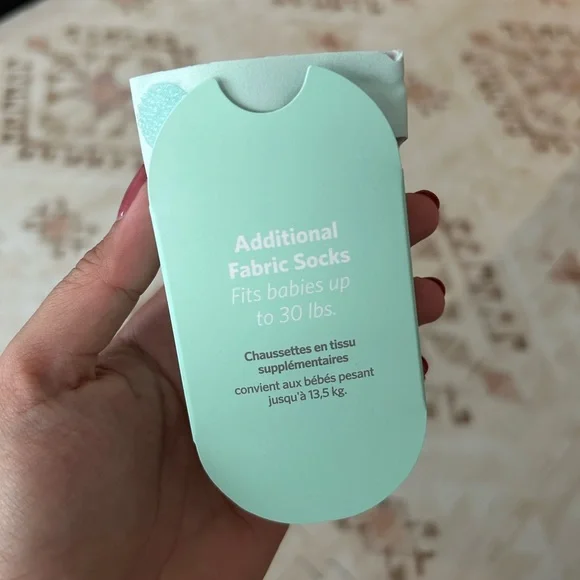 Additional
Fabric Socks
Fits babies up
to 30 lbs.
Chaussettes en tissu
supplémentaires
convient aux bébés pesant
jusqu'à 13,5 kg.